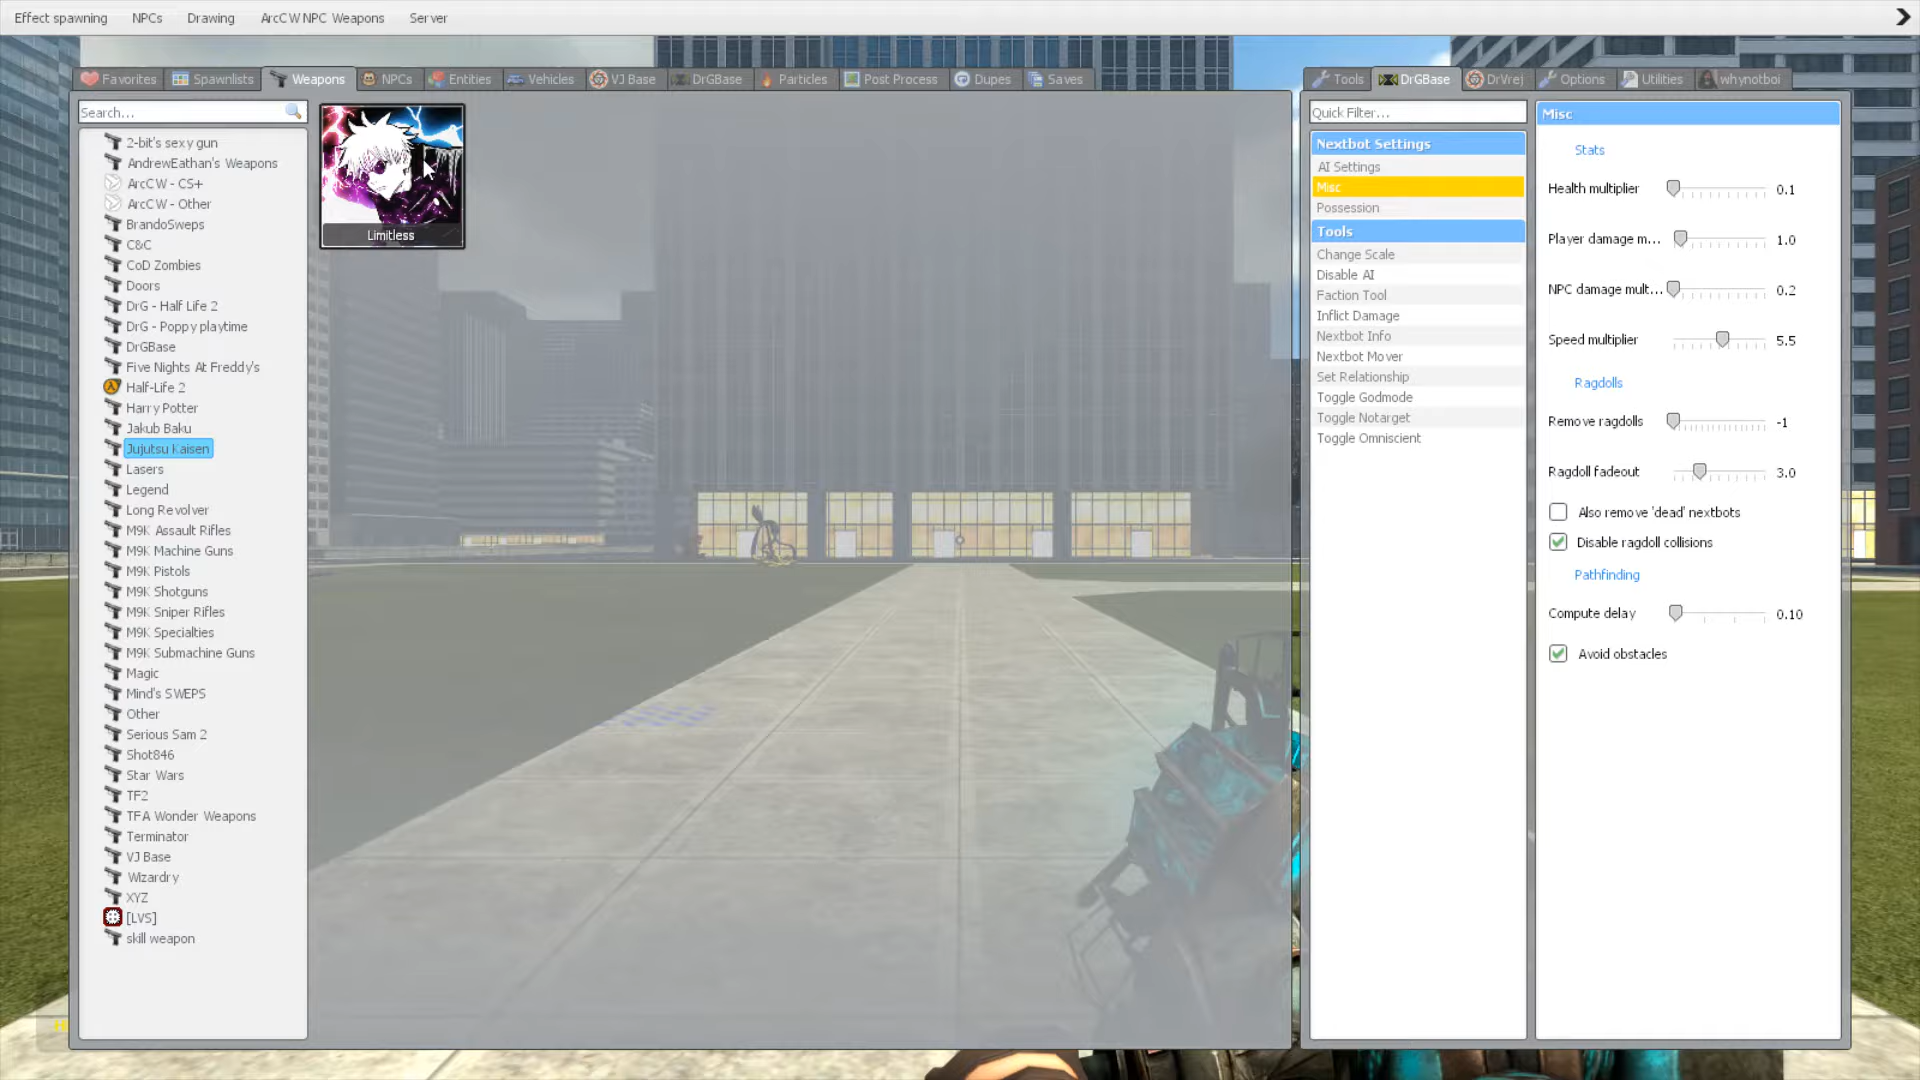 Effect spawning NPCs Drawing ArcCW NPC Weapons Server
Favorites Spawnlists Weapons NPCs Entities Vehicles VJ Base DrGBase Particles Post Process Dupes Saves
Search...
2-bit's sexy gun
AndrewEathan's Weapons
ArcCW - CS+
ArcCW - Other
BrandoSweps
C&C
CoD Zombies
Doors
DrG - Half Life 2
DrG - Poppy playtime
DrGBase
Five Nights At Freddy's
Half-Life 2
Harry Potter
Jakub Baku
Jujutsu Kaisen
Lasers
Legend
Long Revolver
M9K Assault Rifles
M9K Machine Guns
M9K Pistols
M9K Shotguns
M9K Sniper Rifles
M9K Specialties
M9K Submachine Guns
Magic
Mind's SWEPS
Other
Serious Sam 2
Shot846
Star Wars
TF2
TFA Wonder Weapons
Terminator
VJ Base
Wizardry
XYZ
[LVS]
skill weapon
Limitless
Tools DrGBase DrVrej Options Utilities whynotboi
Quick Filter...
Nextbot Settings
AI Settings
Misc
Possession
Tools
Change Scale
Disable AI
Faction Tool
Inflict Damage
Nextbot Info
Nextbot Mover
Set Relationship
Toggle Godmode
Toggle Notarget
Toggle Omniscient
Misc
Stats
Health multiplier 0.1
Player damage m... 1.0
NPC damage mult... 0.2
Speed multiplier 5.5
Ragdolls
Remove ragdolls -1
Ragdoll fadeout 3.0
Also remove 'dead' nextbots
Disable ragdoll collisions
Pathfinding
Compute delay 0.10
Avoid obstacles